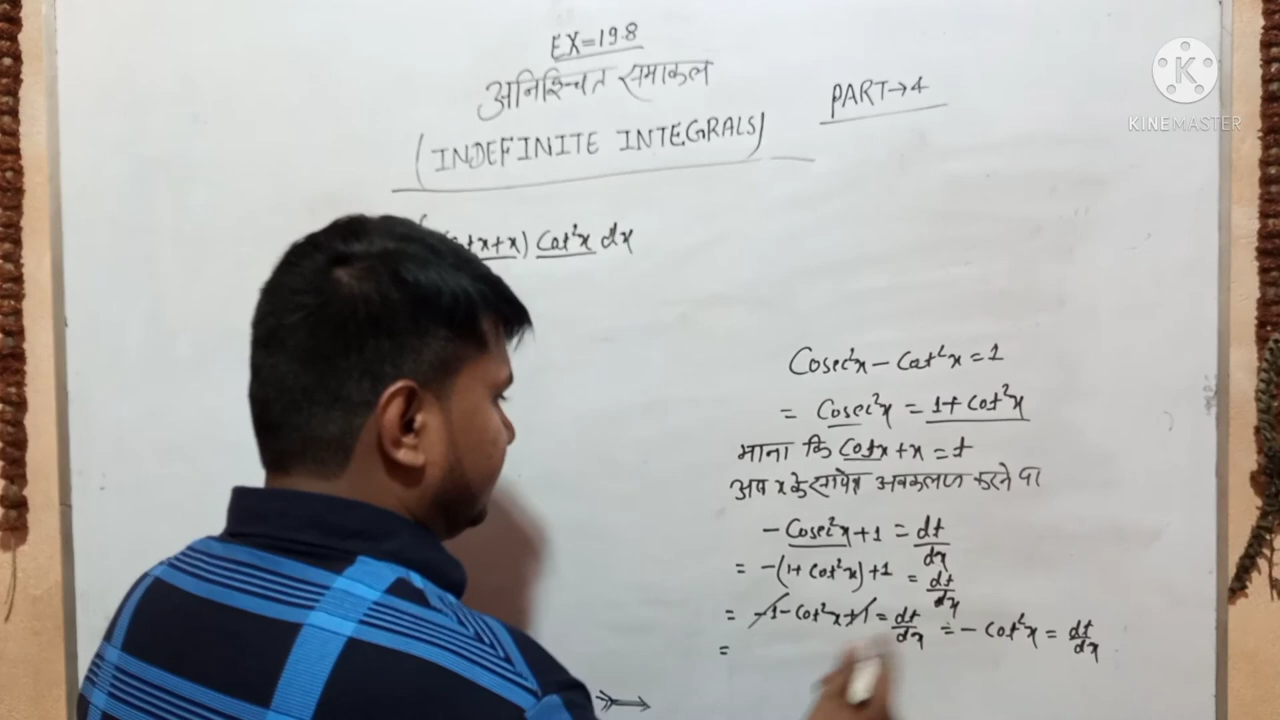 EX=19.8
अनिश्चित समाकल
(INDEFINITE INTEGRALS)
PART→4
KINEMASTER
x+x) Cot²x dx
Cosec²x - Cot²x = 1
= Cosec²x = 1+ Cot²x
माना कि Cotx+x = t
अब x के सापेक्ष अवकलन करने पर
-Cosec²x+1 = dt/dx
= -(1+ Cot²x)+1 = dt/dx
= -1-Cot²x+1 = dt/dx = - Cot²x = dt/dx
=